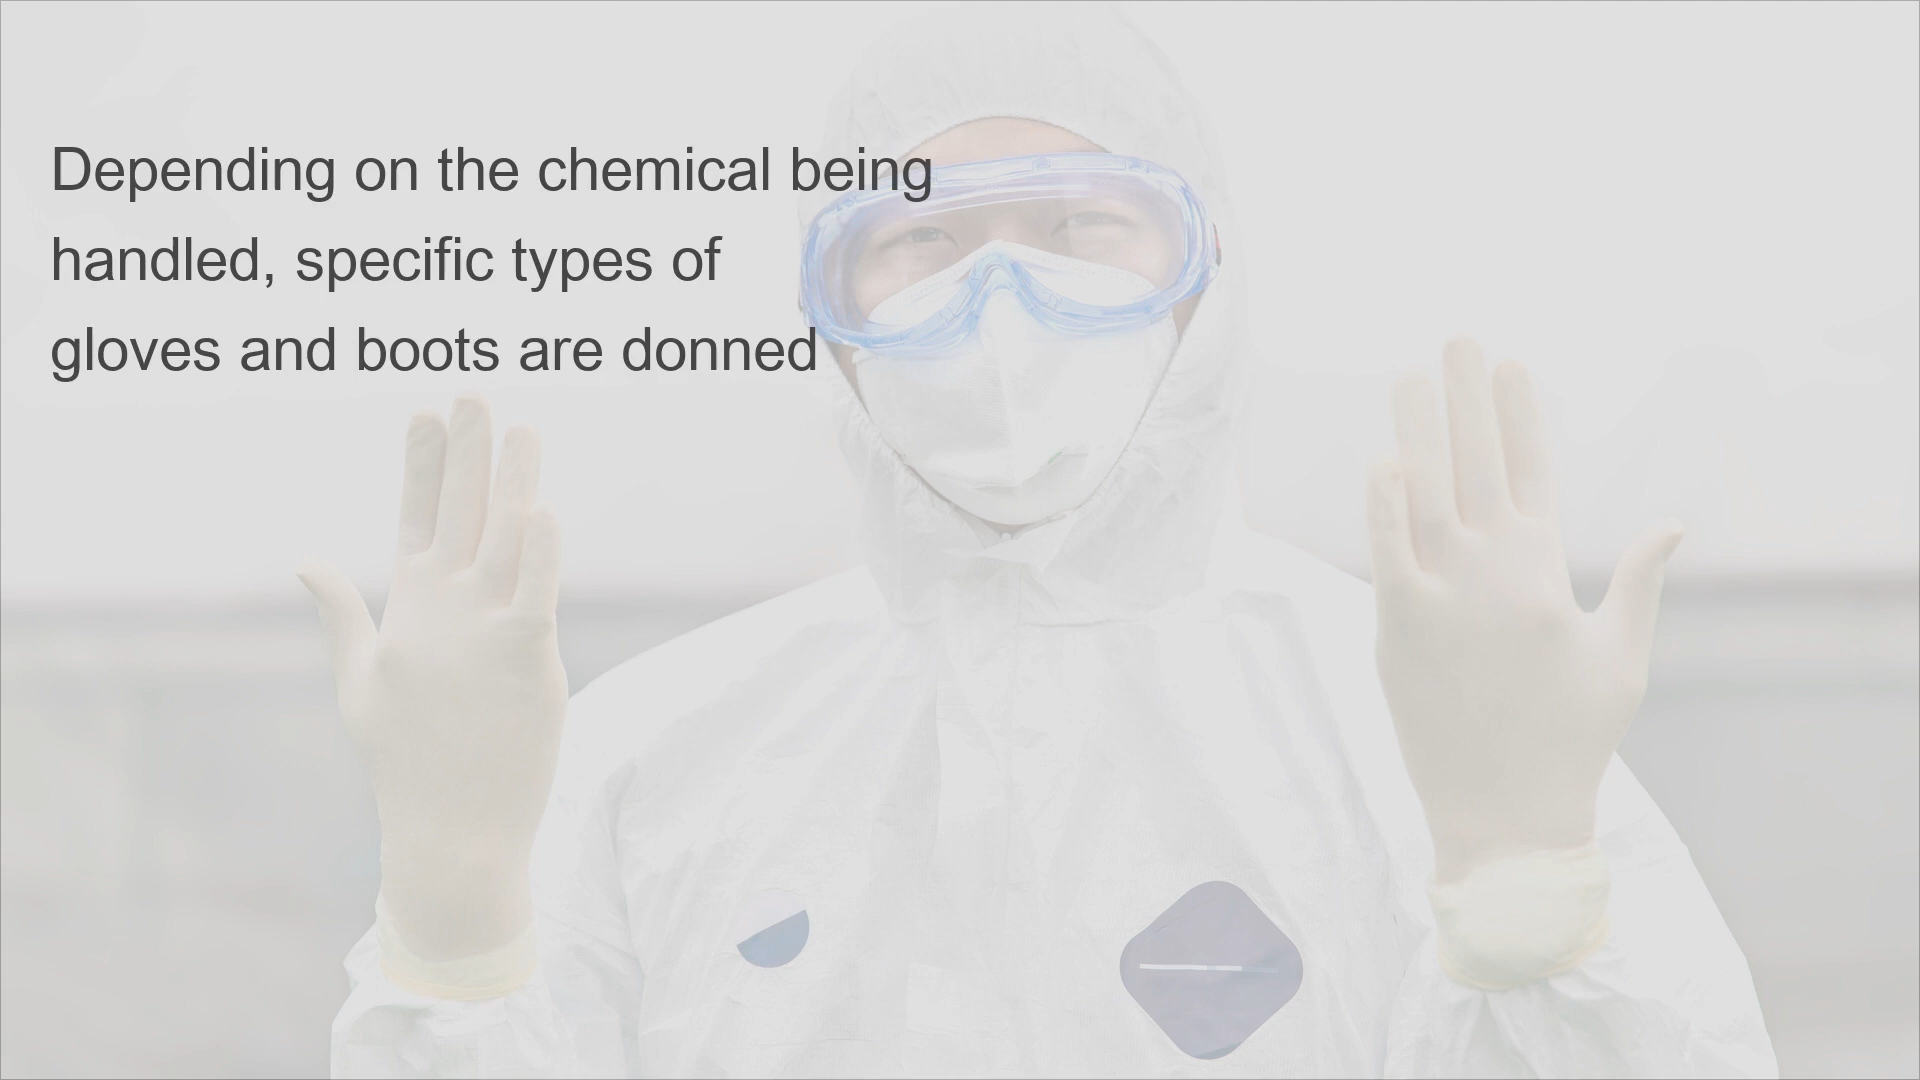 Depending on the chemical being
handled, specific types of
gloves and boots are donned